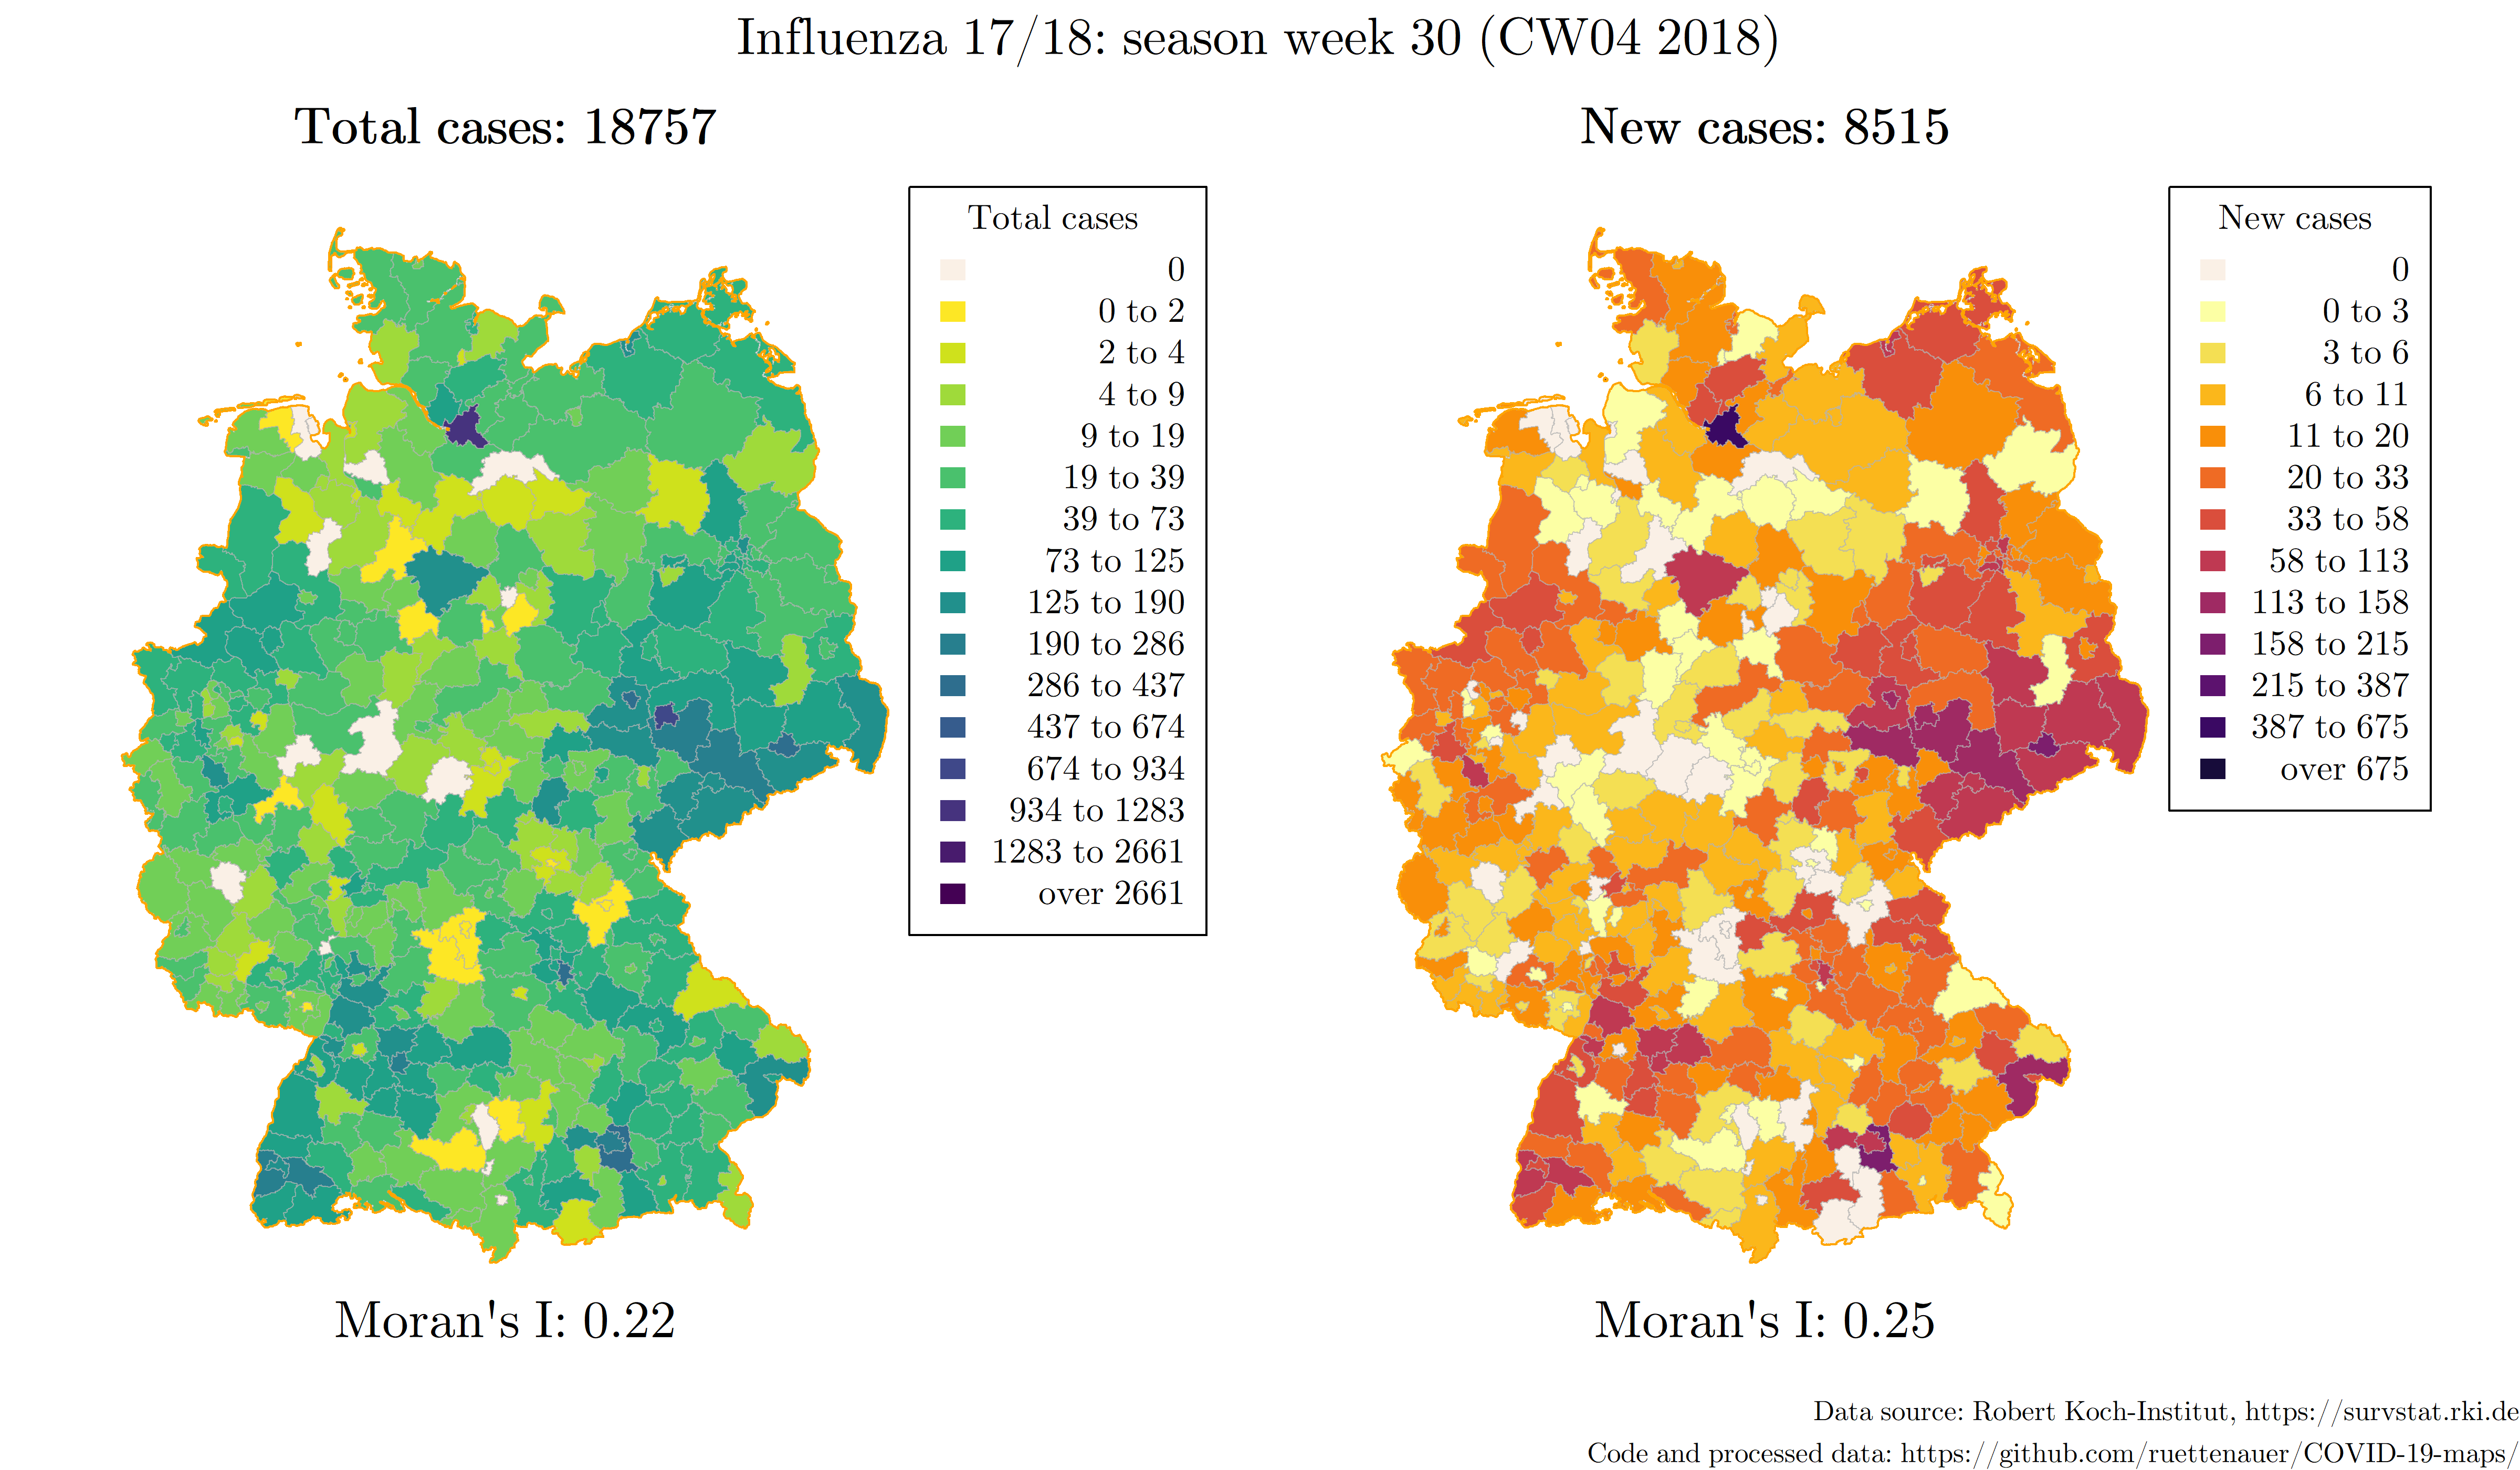 Influenza 17/18: season week 30 (CW04 2018)
Total cases: 18757
Total cases
0
0 to 2
2 to 4
4 to 9
9 to 19
19 to 39
39 to 73
73 to 125
125 to 190
190 to 286
286 to 437
437 to 674
674 to 934
934 to 1283
1283 to 2661
over 2661
Moran's I: 0.22
New cases: 8515
New cases
0
0 to 3
3 to 6
6 to 11
11 to 20
20 to 33
33 to 58
58 to 113
113 to 158
158 to 215
215 to 387
387 to 675
over 675
Moran's I: 0.25
Data source: Robert Koch-Institut, https://survstat.rki.de
Code and processed data: https://github.com/ruettenauer/COVID-19-maps/